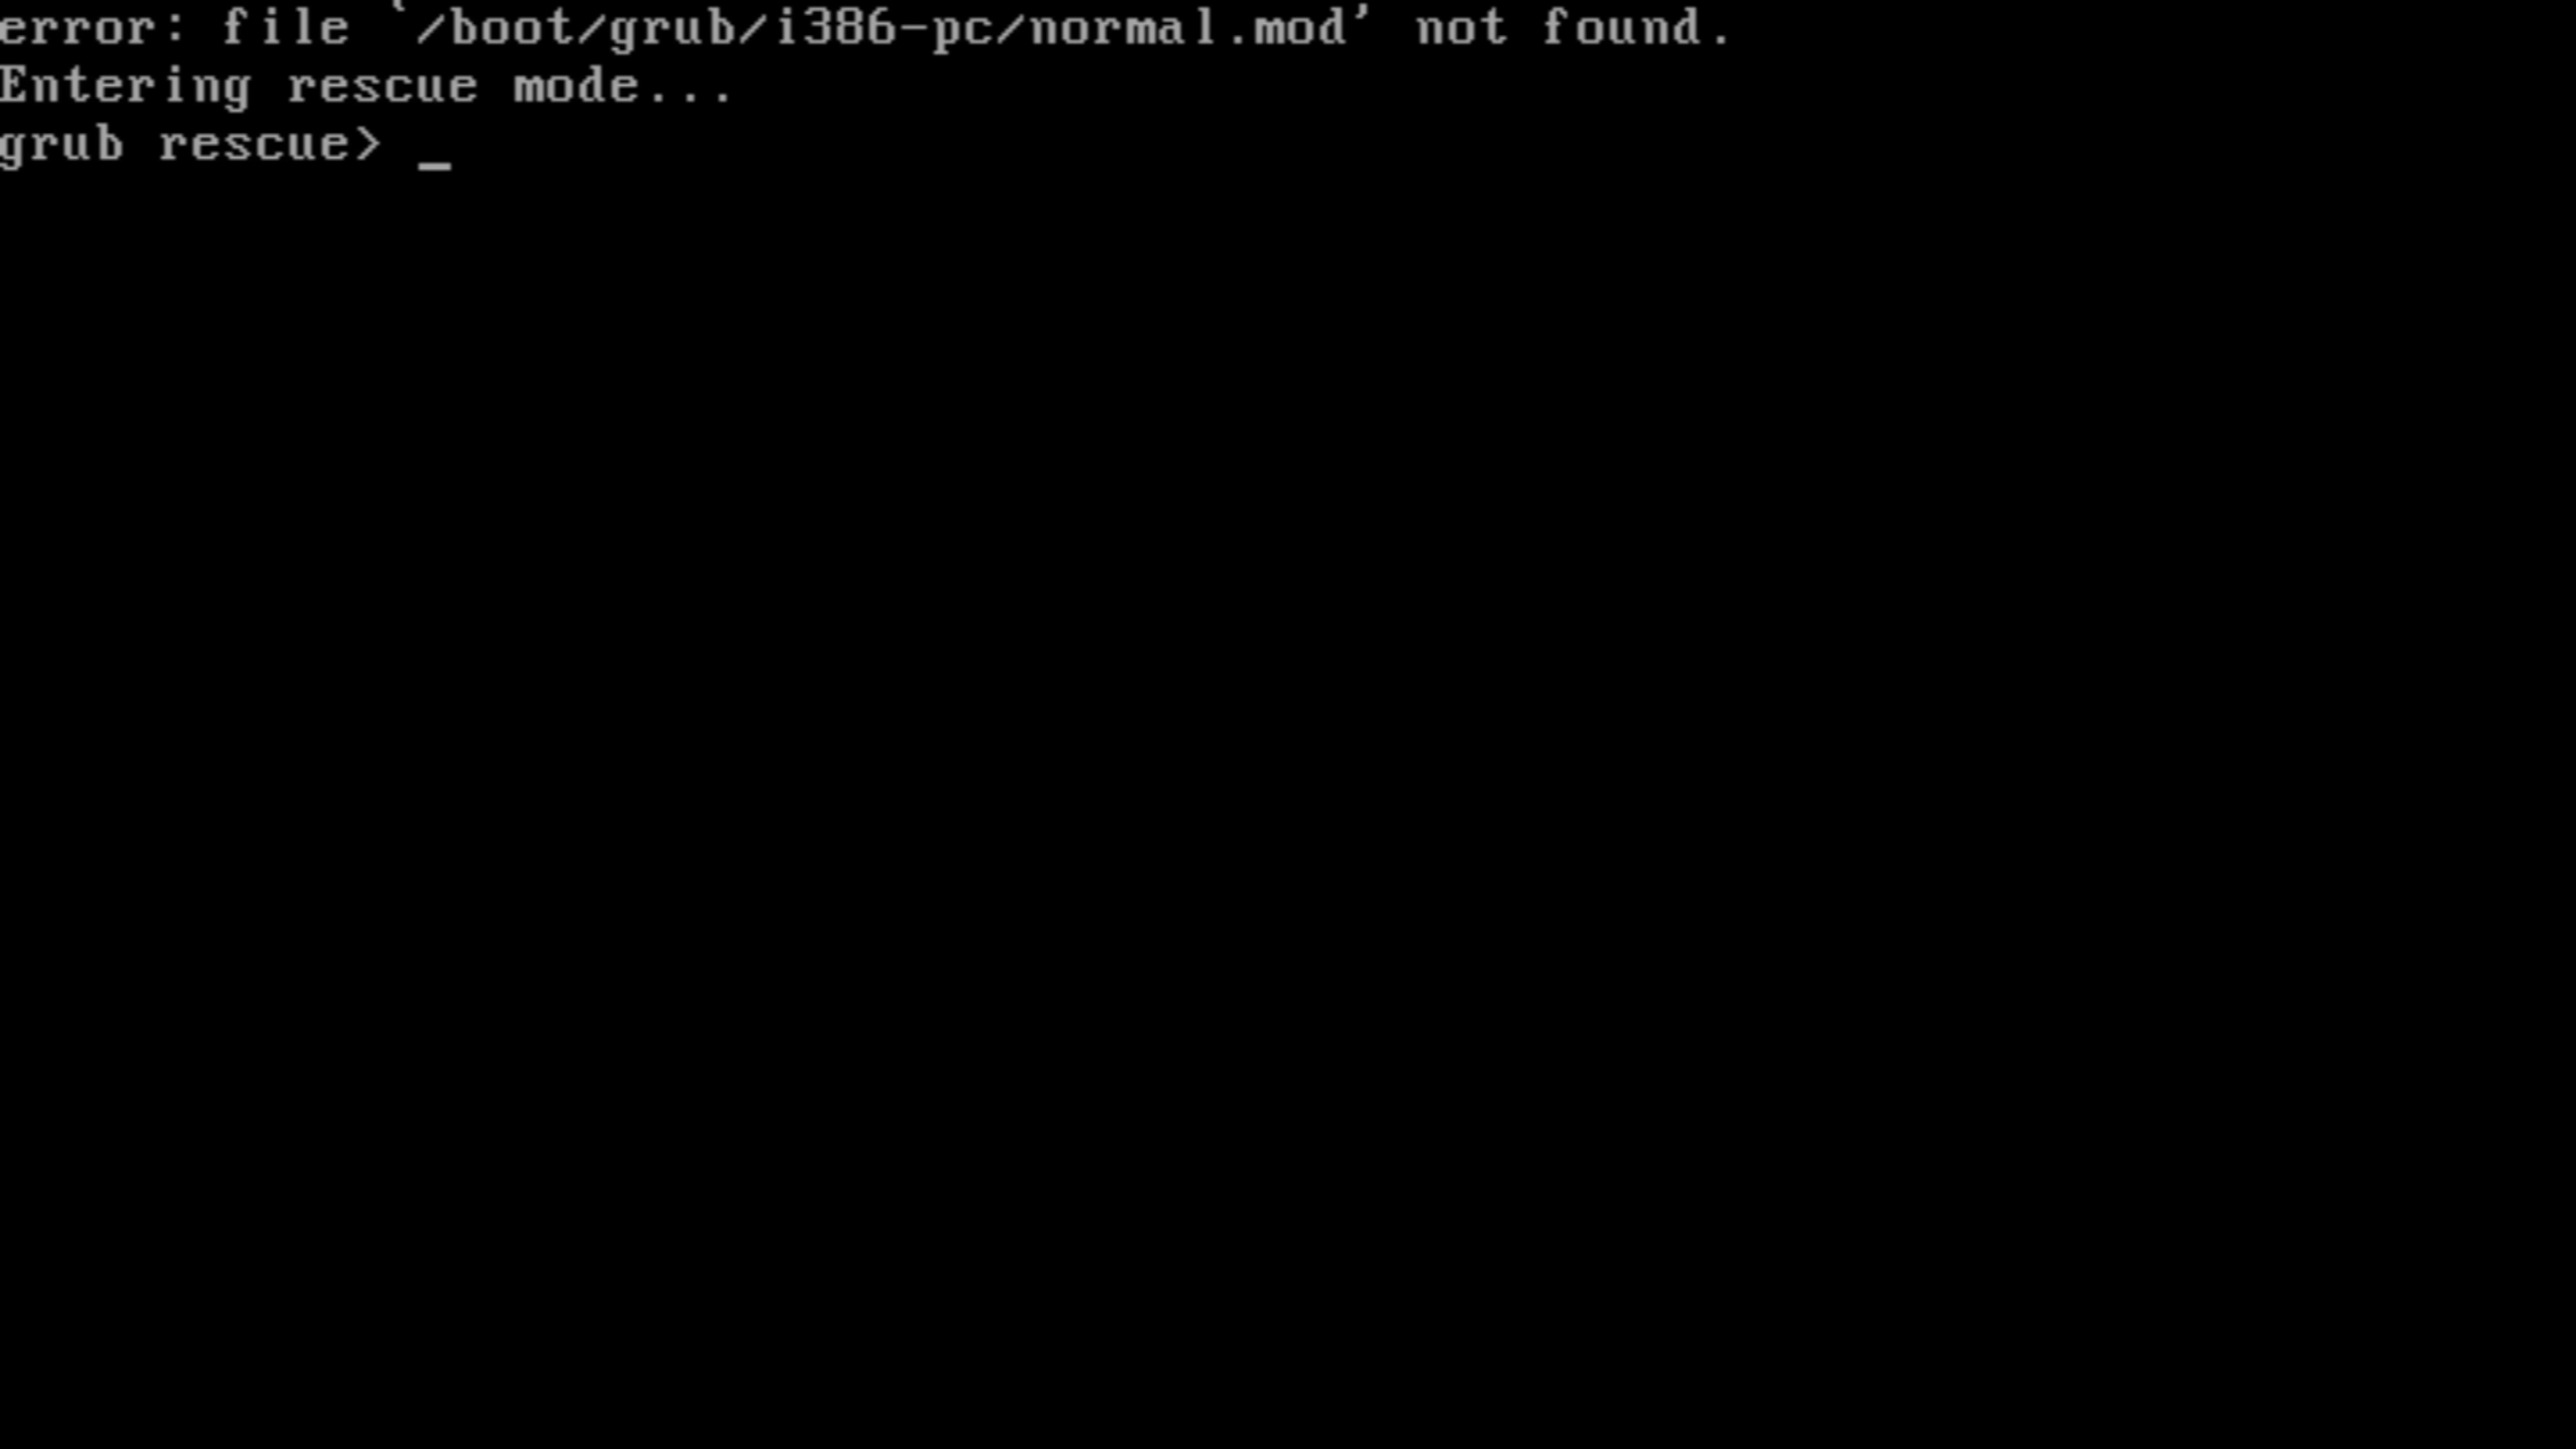 error: file `/boot/grub/i386-pc/normal.mod' not found.
Entering rescue mode...
grub rescue> _